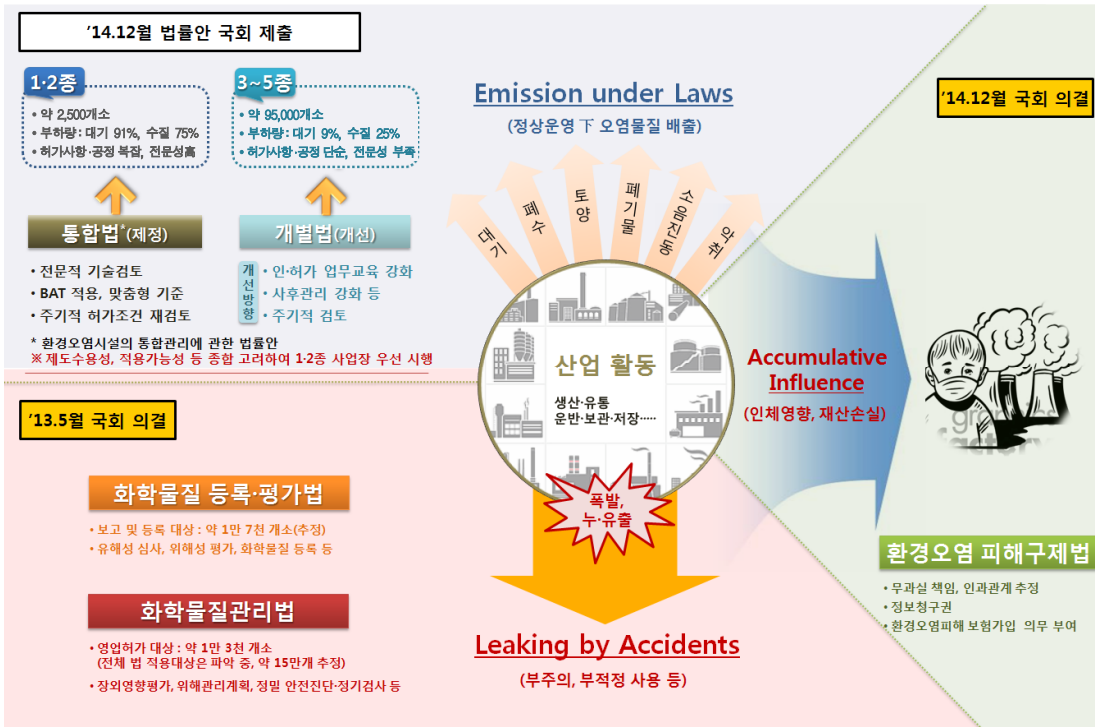 '14.12월 법률안 국회 제출
1·2종
• 약 2,500개소
• 부하량 : 대기 91%, 수질 75%
• 허가사항·공정 복잡, 전문성高
3~5종
• 약 95,000개소
• 부하량 : 대기 9%, 수질 25%
• 허가사항·공정 단순, 전문성 부족
통합법*(제정)
• 전문적 기술검토
• BAT 적용, 맞춤형 기준
• 주기적 허가조건 재검토
개별법(개선)
개선방향
• 인·허가 업무교육 강화
• 사후관리 강화 등
• 주기적 검토
* 환경오염시설의 통합관리에 관한 법률안
※ 제도수용성, 적용가능성 등 종합 고려하여 1·2종 사업장 우선 시행
Emission under Laws
(정상운영 下 오염물질 배출)
대기
폐수
토양
폐기물
소음진동
악취
산업 활동
생산·유통
운반·보관·저장·····
폭발,
누·유출
'14.12월 국회 의결
Accumulative
Influence
(인체영향, 재산손실)
graphics
factory
환경오염 피해구제법
• 무과실 책임, 인과관계 추정
• 정보청구권
• 환경오염피해 보험가입 의무 부여
'13.5월 국회 의결
화학물질 등록·평가법
• 보고 및 등록 대상 : 약 1만 7천 개소(추정)
• 유해성 심사, 위해성 평가, 화학물질 등록 등
화학물질관리법
• 영업허가 대상 : 약 1만 3천 개소
(전체 법 적용대상은 파악 중, 약 15만개 추정)
• 장외영향평가, 위해관리계획, 정밀 안전진단·정기검사 등
Leaking by Accidents
(부주의, 부적정 사용 등)